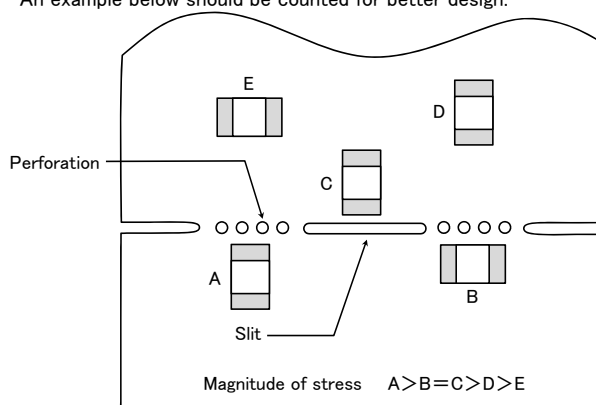 An example below should be counted for better design.
E
D
Perforation
C
A
B
Slit
Magnitude of stress A>B=C>D>E